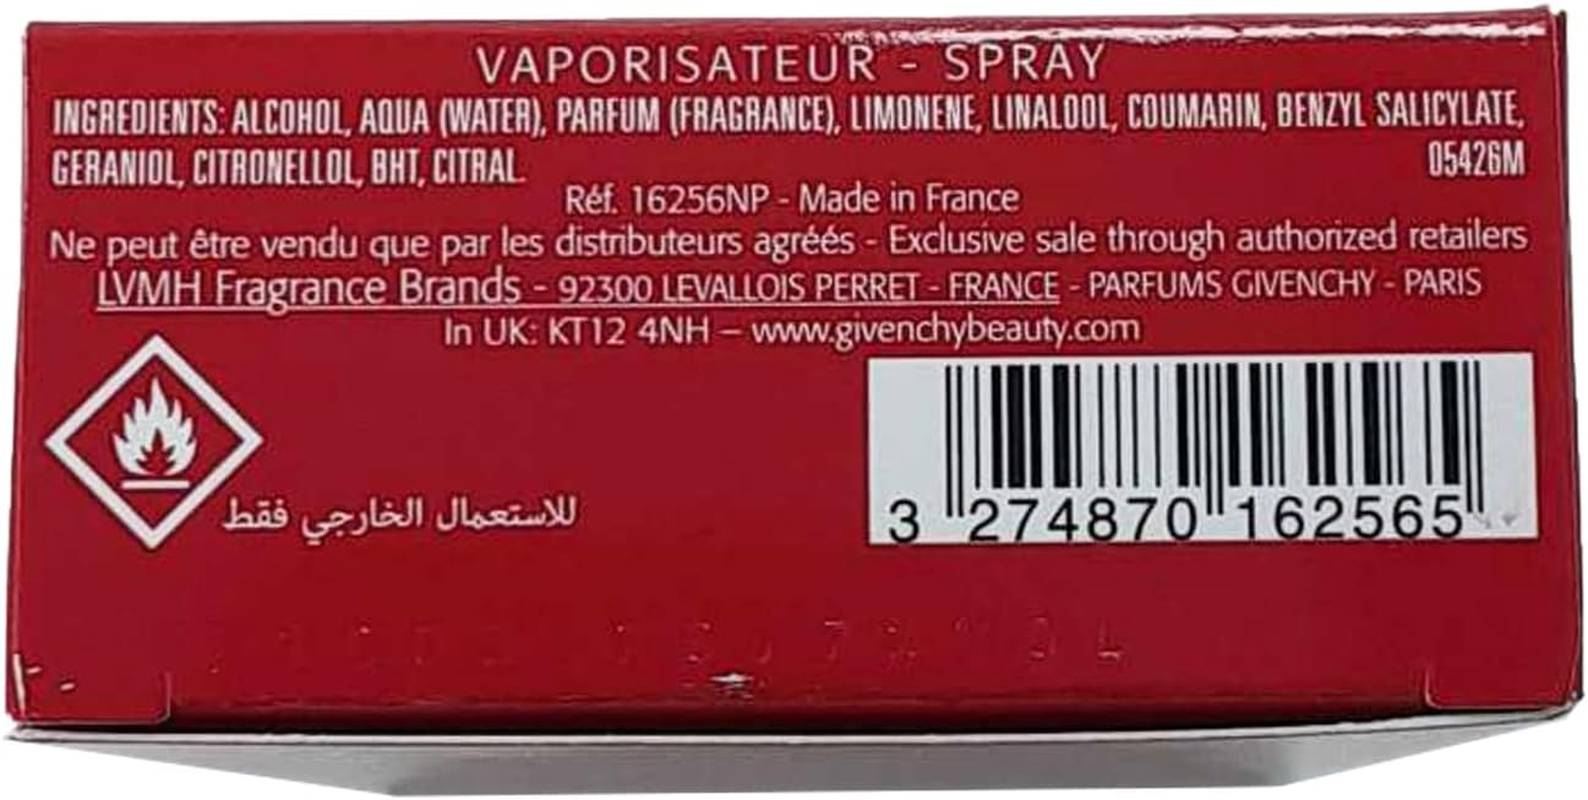 VAPORISATEUR - SPRAY
INGREDIENTS: ALCOHOL, AQUA (WATER), PARFUM (FRAGRANCE), LIMONENE, LINALOOL, COUMARIN, BENZYL SALICYLATE,
GERANIOL, CITRONELLOL, BHT, CITRAL.
05426M
Réf. 16256NP - Made in France
Ne peut être vendu que par les distributeurs agréés - Exclusive sale through authorized retailers
LVMH Fragrance Brands - 92300 LEVALLOIS PERRET - FRANCE - PARFUMS GIVENCHY - PARIS
In UK: KT12 4NH – www.givenchybeauty.com
للاستعمال الخارجي فقط
3 274870 162565